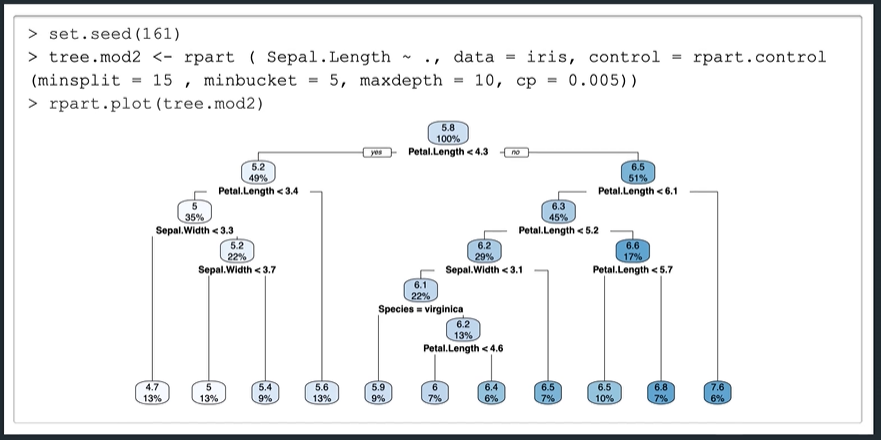 > set.seed(161)
> tree.mod2 <- rpart ( Sepal.Length ~ ., data = iris, control = rpart.control
(minsplit = 15 , minbucket = 5, maxdepth = 10, cp = 0.005))
> rpart.plot(tree.mod2)
5.8
100%
yes Petal.Length < 4.3 no
5.2 6.5
49% 51%
Petal.Length < 3.4 Petal.Length < 6.1
5 6.3
35% 45%
Sepal.Width < 3.3 Petal.Length < 5.2
5.2 6.2 6.6
22% 29% 17%
Sepal.Width < 3.7 Sepal.Width < 3.1 Petal.Length < 5.7
6.1
22%
Species = virginica
6.2
13%
Petal.Length < 4.6
4.7 5 5.4 5.6 5.9 6 6.4 6.5 6.5 6.8 7.6
13% 13% 9% 13% 9% 7% 6% 7% 10% 7% 6%